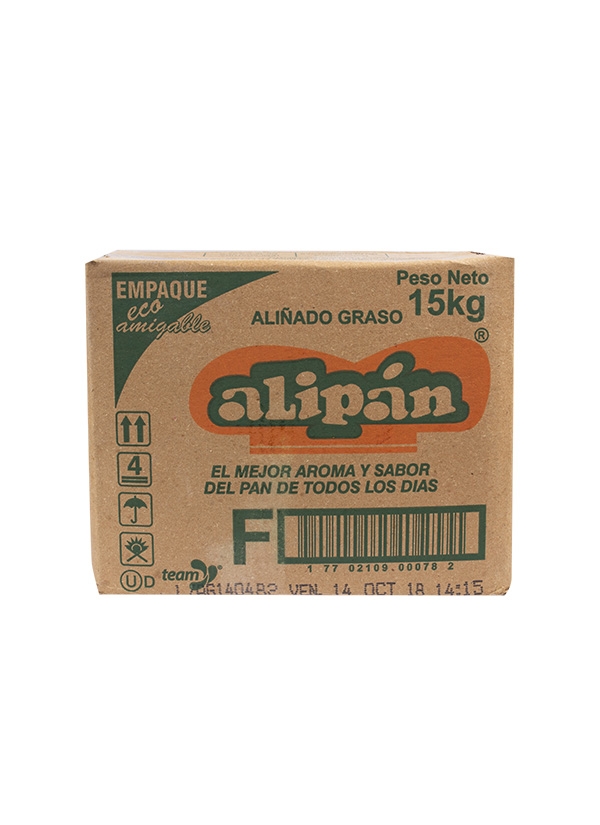 EMPAQUE
eco
amigable
Peso Neto
15kg
ALIÑADO GRASO
®
alipán
EL MEJOR AROMA Y SABOR
DEL PAN DE TODOS LOS DIAS
4
F
1 77 02109 00078 2
U D
team
VEN 14 OCT 18 14:15